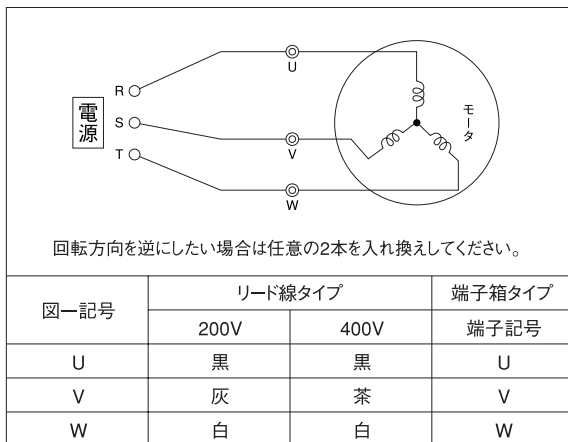 U
R
電源
S
モータ
T
V
W
回転方向を逆にしたい場合は任意の2本を入れ換えしてください。
図一記号 リード線タイプ 端子箱タイプ
200V 400V 端子記号
U 黒 黒 U
V 灰 茶 V
W 白 白 W